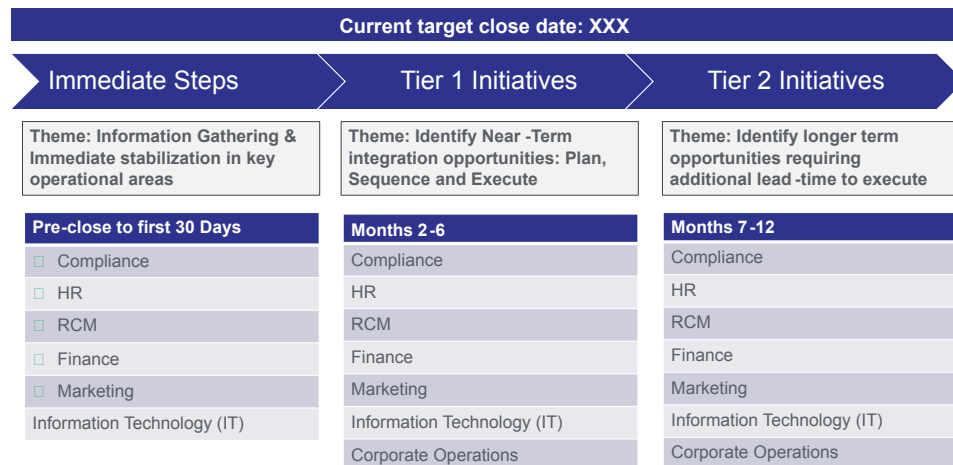 Current target close date: XXX
Immediate Steps
Tier 1 Initiatives
Tier 2 Initiatives
Theme: Information Gathering &
Immediate stabilization in key
operational areas
Theme: Identify Near -Term
integration opportunities: Plan,
Sequence and Execute
Theme: Identify longer term
opportunities requiring
additional lead -time to execute
Pre-close to first 30 Days
Compliance
HR
RCM
Finance
Marketing
Information Technology (IT)
Months 2-6
Compliance
HR
RCM
Finance
Marketing
Information Technology (IT)
Corporate Operations
Months 7-12
Compliance
HR
RCM
Finance
Marketing
Information Technology (IT)
Corporate Operations